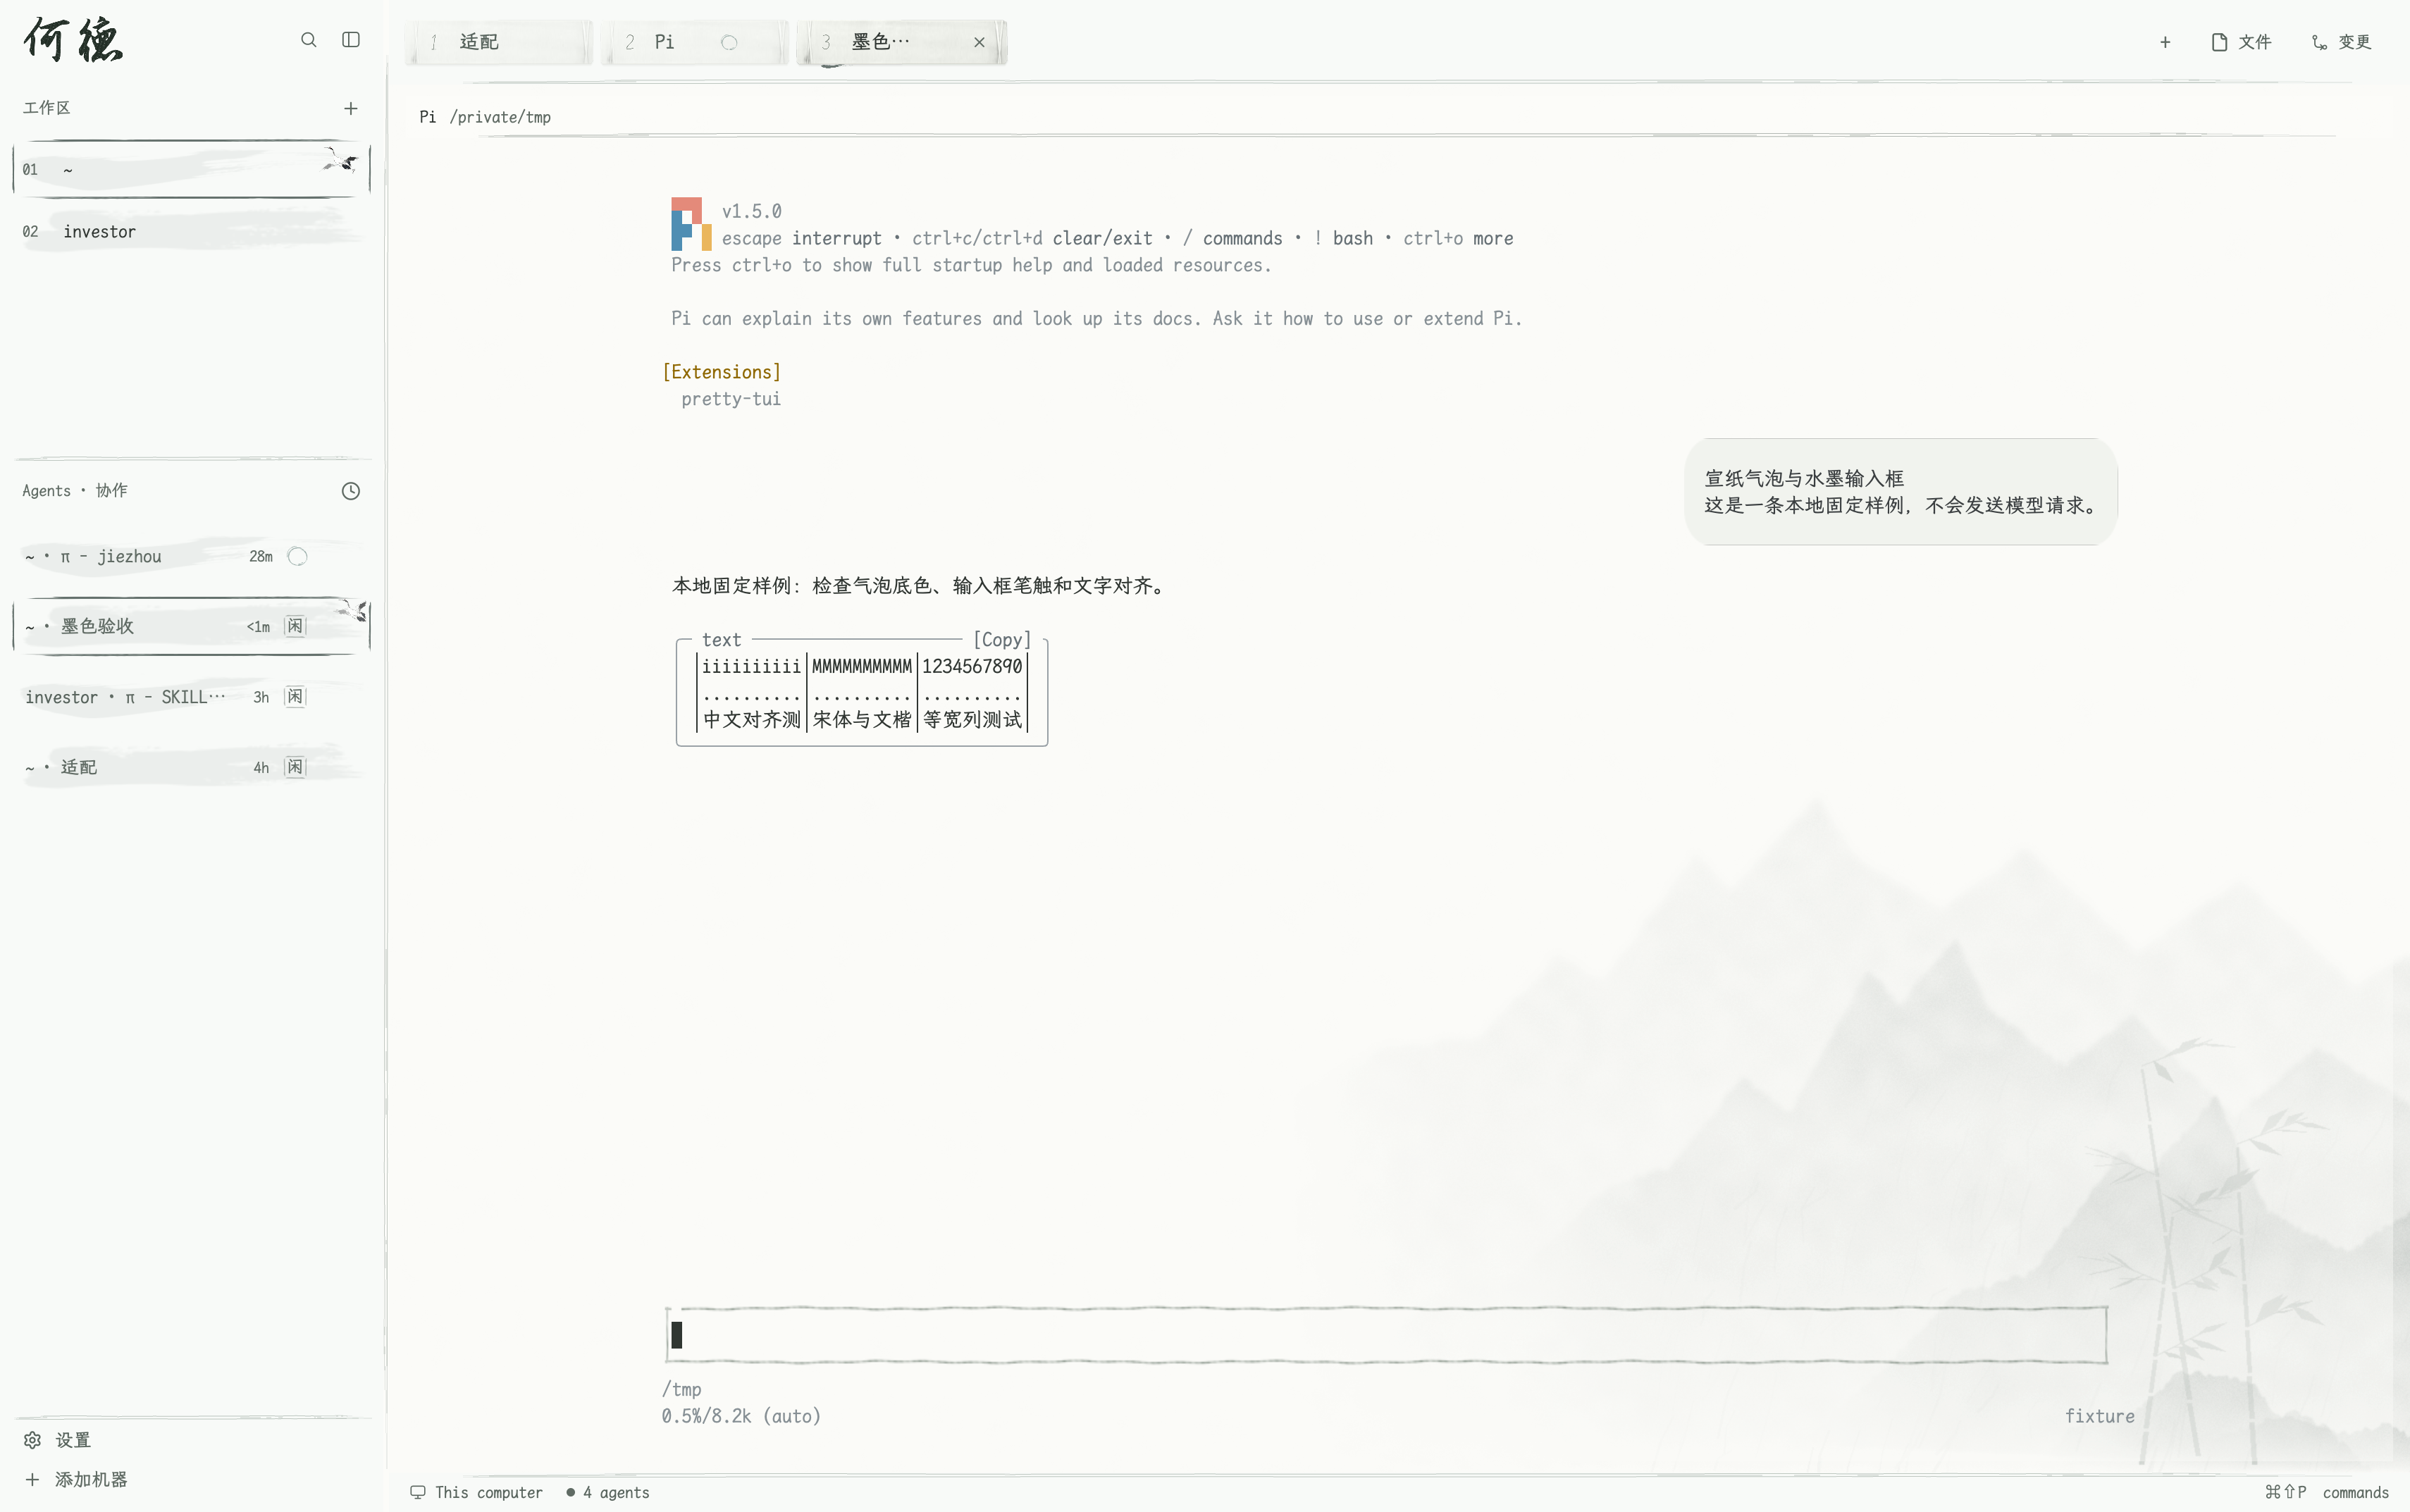 何德
工作区
01 ~
02 investor
Agents · 协作
~ · π - jiezhou 28m
~ · 墨色验收 <1m 闲
investor · π - SKILL… 3h 闲
~ · 适配 4h 闲
设置
添加机器
1 适配
2 Pi
3 墨色…
文件
变更
Pi /private/tmp
v1.5.0
escape interrupt · ctrl+c/ctrl+d clear/exit · / commands · ! bash · ctrl+o more
Press ctrl+o to show full startup help and loaded resources.
Pi can explain its own features and look up its docs. Ask it how to use or extend Pi.
[Extensions]
pretty-tui
宣纸气泡与水墨输入框
这是一条本地固定样例，不会发送模型请求。
本地固定样例：检查气泡底色、输入框笔触和文字对齐。
text [Copy]
|iiiiiiiiii|MMMMMMMMMM|1234567890|
|..........|..........|..........|
|中文对齐测|宋体与文楷|等宽列测试|
/tmp
0.5%/8.2k (auto)
fixture
This computer
4 agents
⌘⇧P commands